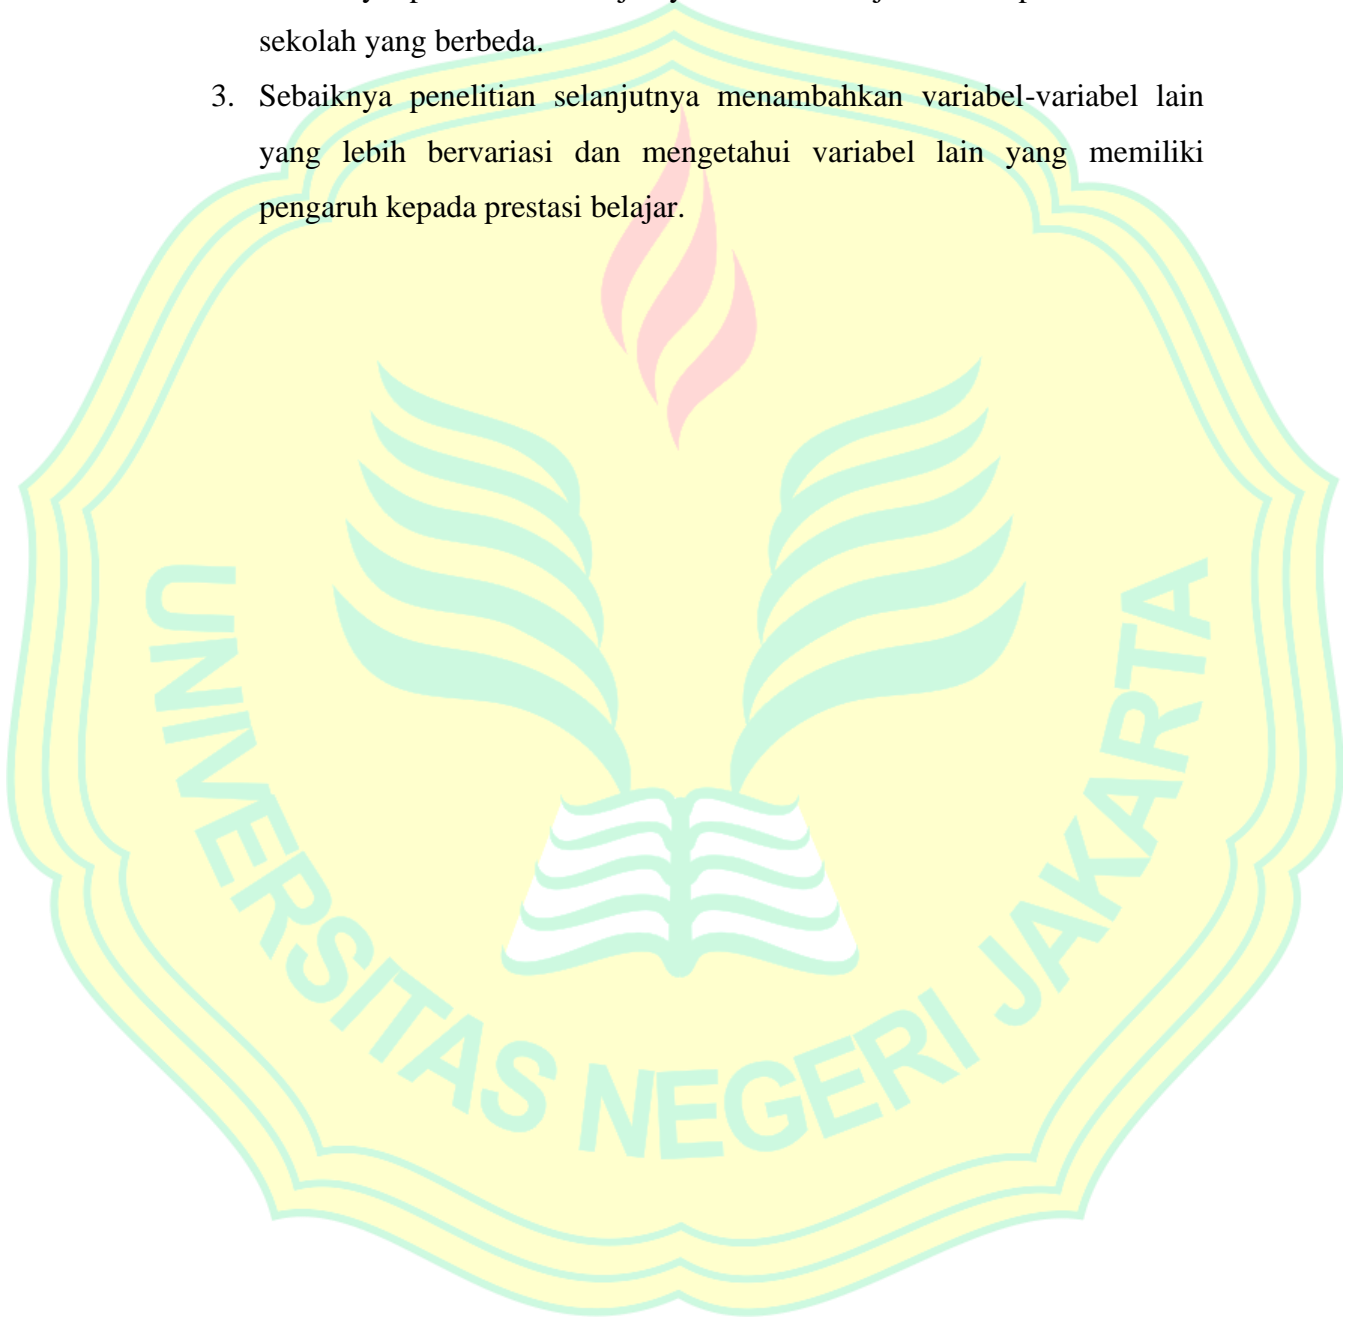 sekolah yang berbeda.
3. Sebaiknya penelitian selanjutnya menambahkan variabel-variabel lain
yang lebih bervariasi dan mengetahui variabel lain yang memiliki
pengaruh kepada prestasi belajar.
UNIVERSITAS NEGERI JAKARTA